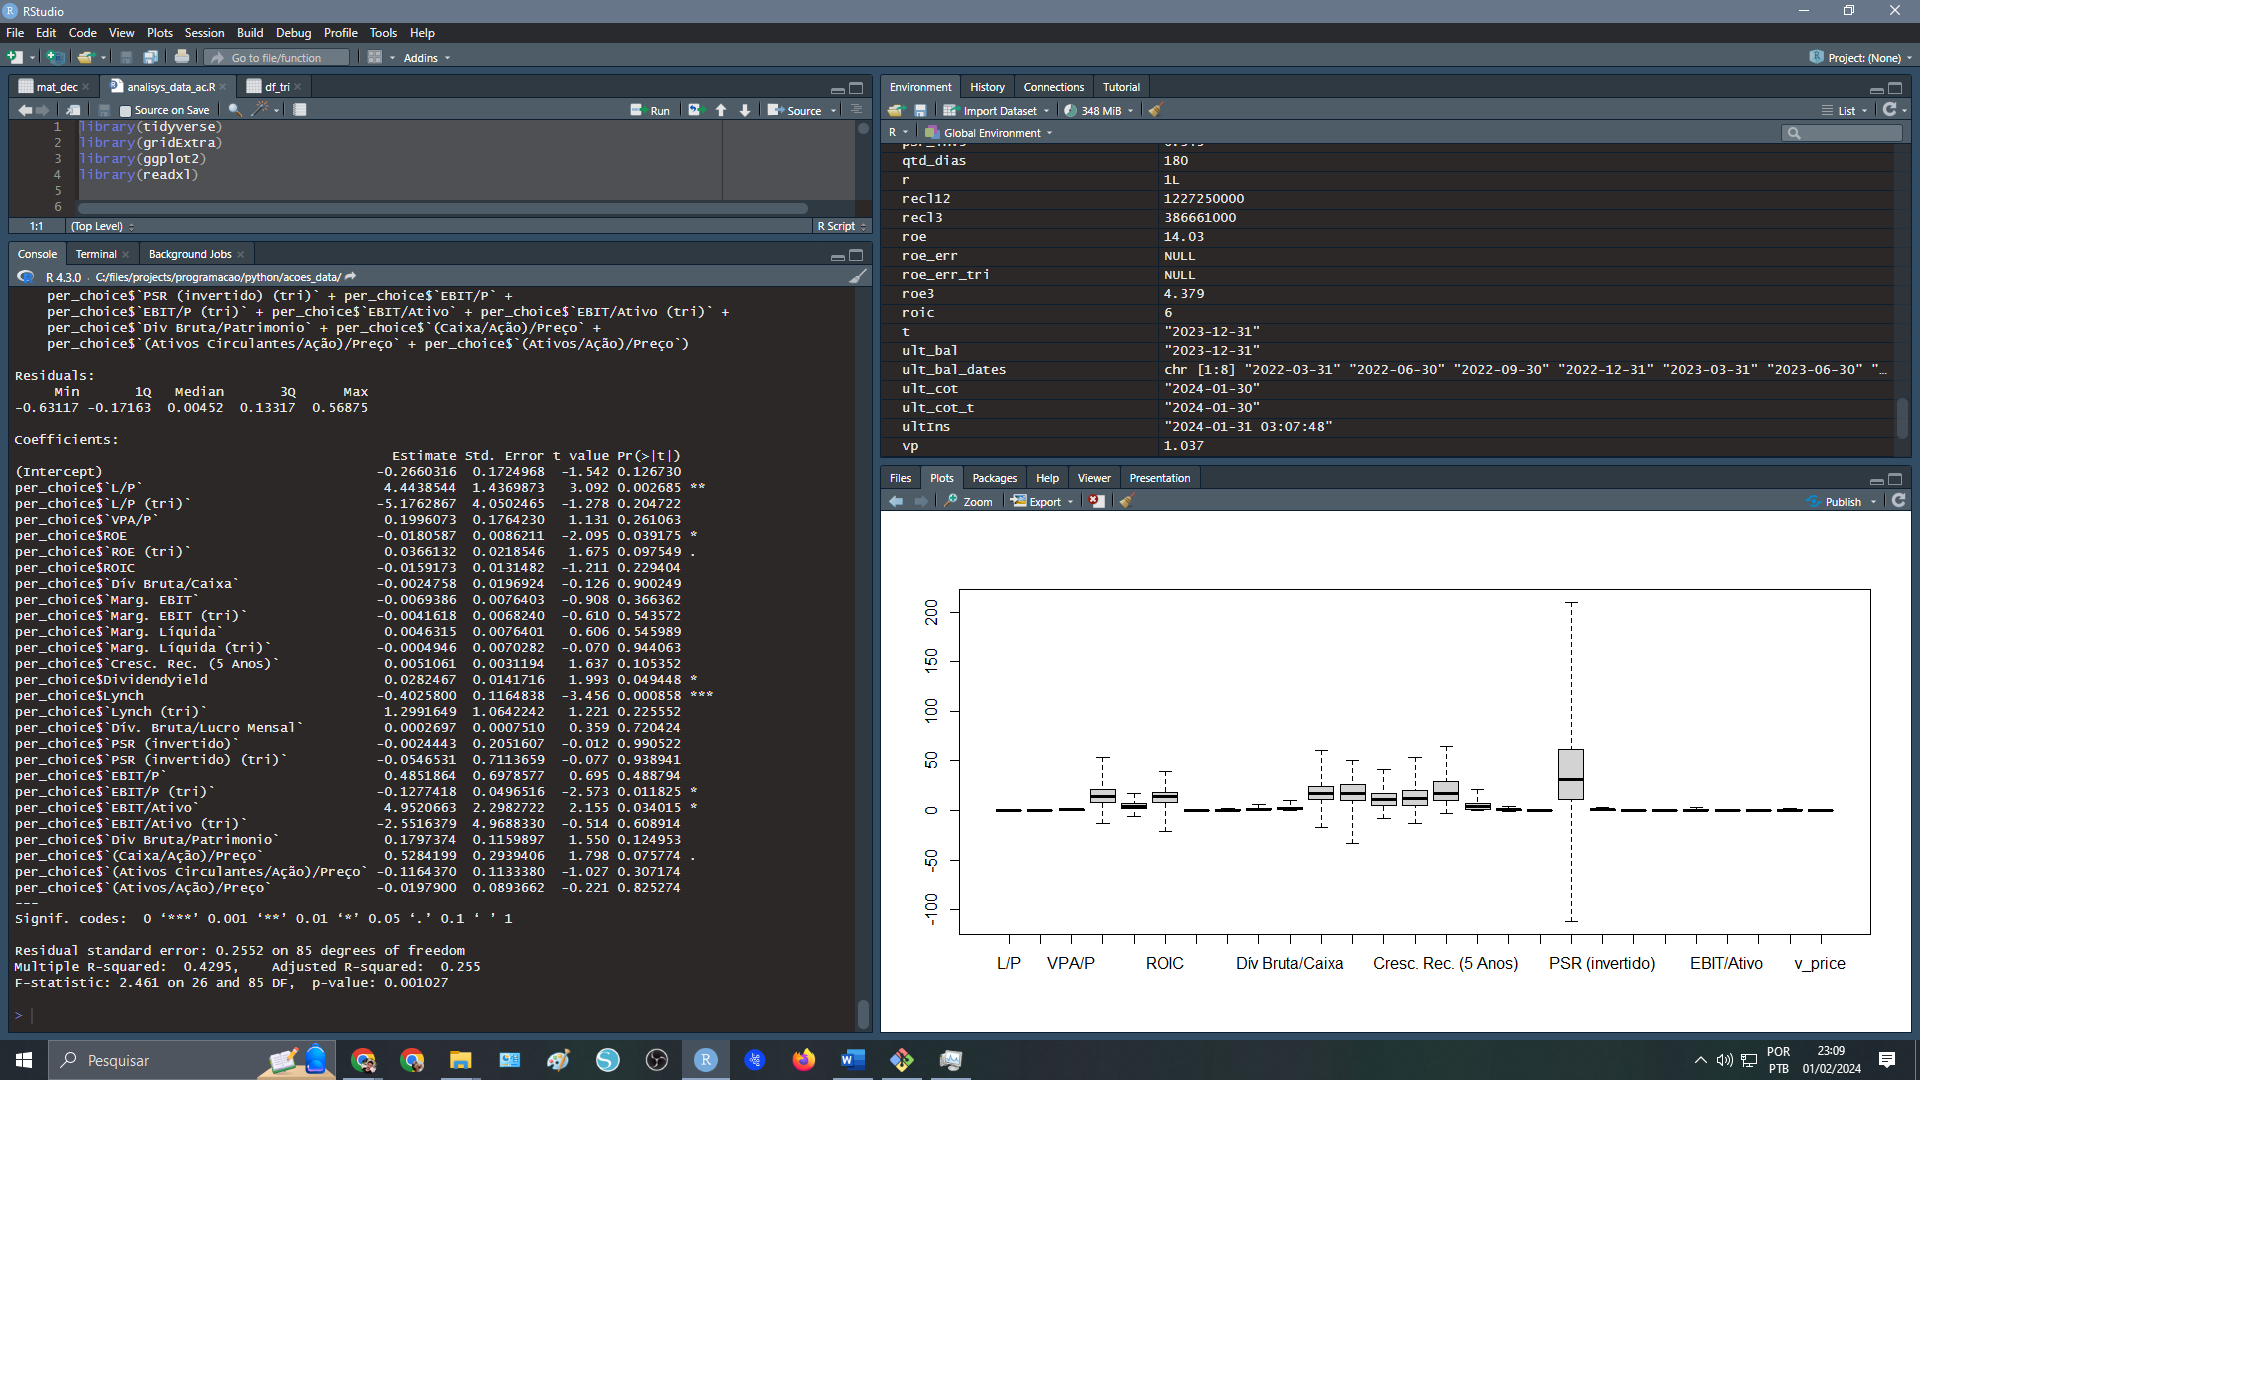 RStudio
File Edit Code View Plots Session Build Debug Profile Tools Help
Go to file/function Addins Project: (None)
mat_dec analisys_data_ac.R df_tri
Source on Save Run Source
1 library(tidyverse)
2 library(gridExtra)
3 library(ggplot2)
4 library(readxl)
5
6
1:1 (Top Level) R Script
Console Terminal Background Jobs
R 4.3.0 · C:/files/projects/programacao/python/acoes_data/
per_choice$`PSR (invertido) (tri)` + per_choice$`EBIT/P` +
per_choice$`EBIT/P (tri)` + per_choice$`EBIT/Ativo` + per_choice$`EBIT/Ativo (tri)` +
per_choice$`Div Bruta/Patrimonio` + per_choice$`(Caixa/Ação)/Preço` +
per_choice$`(Ativos Circulantes/Ação)/Preço` + per_choice$`(Ativos/Ação)/Preço`)
Residuals:
Min 1Q Median 3Q Max
-0.63117 -0.17163 0.00452 0.13317 0.56875
Coefficients:
Estimate Std. Error t value Pr(>|t|)
(Intercept) -0.2660316 0.1724968 -1.542 0.126730
per_choice$`L/P` 4.4438544 1.4369873 3.092 0.002685 **
per_choice$`L/P (tri)` -5.1762867 4.0502465 -1.278 0.204722
per_choice$`VPA/P` 0.1996073 0.1764230 1.131 0.261063
per_choice$ROE -0.0180587 0.0086211 -2.095 0.039175 *
per_choice$`ROE (tri)` 0.0366132 0.0218546 1.675 0.097549 .
per_choice$ROIC -0.0159173 0.0131482 -1.211 0.229404
per_choice$`Dív Bruta/Caixa` -0.0024758 0.0196924 -0.126 0.900249
per_choice$`Marg. EBIT` -0.0069386 0.0076403 -0.908 0.366362
per_choice$`Marg. EBIT (tri)` -0.0041618 0.0068240 -0.610 0.543572
per_choice$`Marg. Líquida` 0.0046315 0.0076401 0.606 0.545989
per_choice$`Marg. Líquida (tri)` -0.0004946 0.0070282 -0.070 0.944063
per_choice$`Cresc. Rec. (5 Anos)` 0.0051061 0.0031194 1.637 0.105352
per_choice$Dividendyield 0.0282467 0.0141716 1.993 0.049448 *
per_choice$Lynch -0.4025800 0.1164838 -3.456 0.000858 ***
per_choice$`Lynch (tri)` 1.2991649 1.0642242 1.221 0.225552
per_choice$`Dív. Bruta/Lucro Mensal` 0.0002697 0.0007510 0.359 0.720424
per_choice$`PSR (invertido)` -0.0024443 0.2051607 -0.012 0.990522
per_choice$`PSR (invertido) (tri)` -0.0546531 0.7113659 -0.077 0.938941
per_choice$`EBIT/P` 0.4851864 0.6978577 0.695 0.488794
per_choice$`EBIT/P (tri)` -0.1277418 0.0496516 -2.573 0.011825 *
per_choice$`EBIT/Ativo` 4.9520663 2.2982722 2.155 0.034015 *
per_choice$`EBIT/Ativo (tri)` -2.5516379 4.9688330 -0.514 0.608914
per_choice$`Div Bruta/Patrimonio` 0.1797374 0.1159897 1.550 0.124953
per_choice$`(Caixa/Ação)/Preço` 0.5284199 0.2939406 1.798 0.075774 .
per_choice$`(Ativos Circulantes/Ação)/Preço` -0.1164370 0.1133380 -1.027 0.307174
per_choice$`(Ativos/Ação)/Preço` -0.0197900 0.0893662 -0.221 0.825274
---
Signif. codes: 0 ‘***’ 0.001 ‘**’ 0.01 ‘*’ 0.05 ‘.’ 0.1 ‘ ’ 1
Residual standard error: 0.2552 on 85 degrees of freedom
Multiple R-squared: 0.4295, Adjusted R-squared: 0.255
F-statistic: 2.461 on 26 and 85 DF, p-value: 0.001027
>
Environment History Connections Tutorial
Import Dataset 348 MiB List
R Global Environment
qtd_dias 180
r 1L
recl12 1227250000
recl3 386661000
roe 14.03
roe_err NULL
roe_err_tri NULL
roe3 4.379
roic 6
t "2023-12-31"
ult_bal "2023-12-31"
ult_bal_dates chr [1:8] "2022-03-31" "2022-06-30" "2022-09-30" "2022-12-31" "2023-03-31" "2023-06-30" "…
ult_cot "2024-01-30"
ult_cot_t "2024-01-30"
ultIns "2024-01-31 03:07:48"
vp 1.037
Files Plots Packages Help Viewer Presentation
Zoom Export Publish
200
150
100
50
0
-50
-100
L/P VPA/P ROIC Dív Bruta/Caixa Cresc. Rec. (5 Anos) PSR (invertido) EBIT/Ativo v_price
Pesquisar
POR
PTB
23:09
01/02/2024